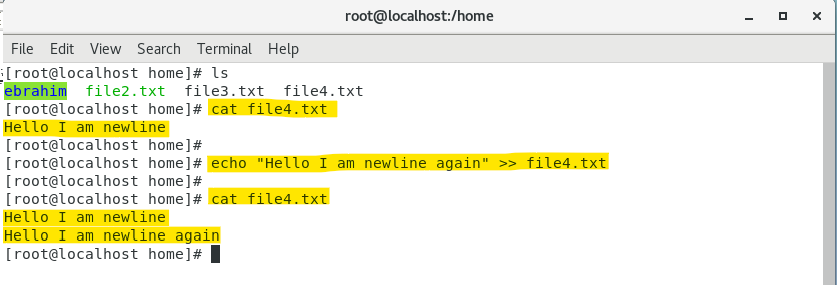 root@localhost:/home
File Edit View Search Terminal Help
[root@localhost home]# ls
ebrahim file2.txt file3.txt file4.txt
[root@localhost home]# cat file4.txt
Hello I am newline
[root@localhost home]#
[root@localhost home]# echo "Hello I am newline again" >> file4.txt
[root@localhost home]#
[root@localhost home]# cat file4.txt
Hello I am newline
Hello I am newline again
[root@localhost home]#